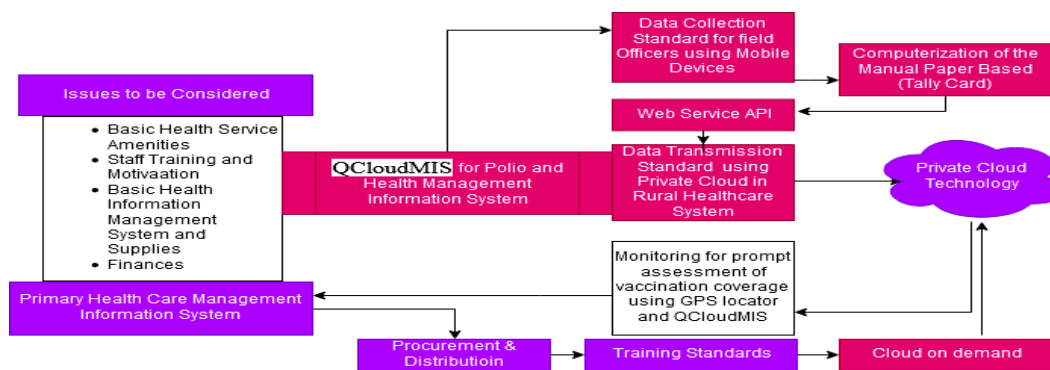 Data Collection
Standard for field
Officers using Mobile
Devices
Computerization of the
Manual Paper Based
(Tally Card)
Issues to be Considered
Web Service API
• Basic Health Service
Amenities
• Staff Training and
Motivaation
• Basic Health
Information
Management
System and
Supplies
• Finances
QCloudMIS for Polio and
Health Management
Information System
Data Transmission
Standard using
Private Cloud in
Rural Healthcare
System
Private Cloud
Technology
Monitoring for prompt
assessment of
vaccination coverage
using GPS locator
and QCloudMIS
Primary Health Care Management
Information System
Procurement &
Distributioin
Training Standards
Cloud on demand